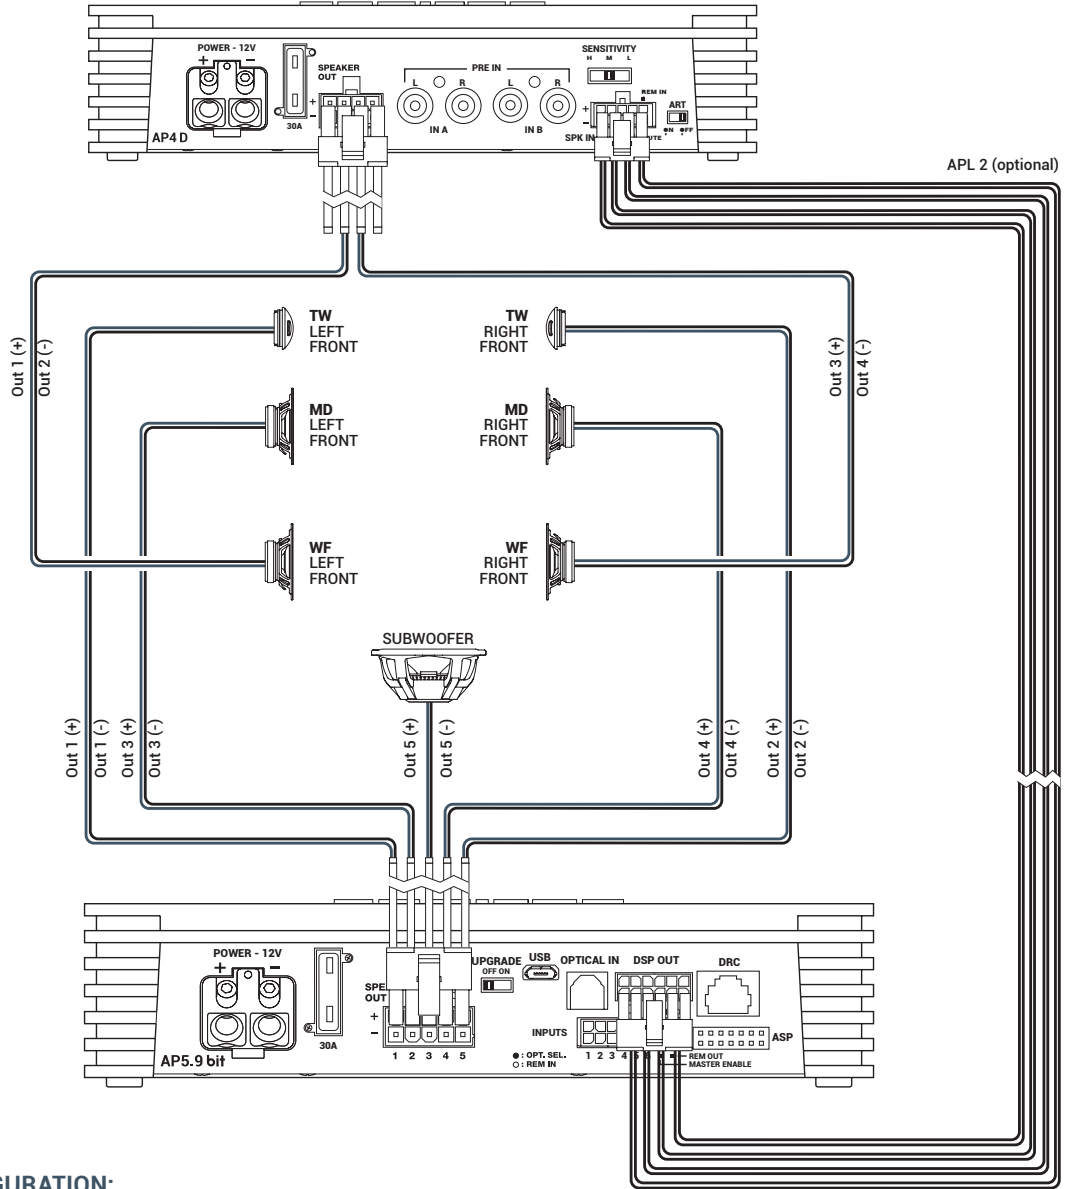 POWER - 12V
+ -
30A
SPEAKER
OUT
+
-
PRE IN
L R L R
IN A IN B
SENSITIVITY
H M L
REM IN
+
-
SPK IN
UTE
ART
ON OFF
AP4 D
APL 2 (optional)
Out 1 (+)
Out 2 (-)
TW
LEFT
FRONT
TW
RIGHT
FRONT
Out 3 (+)
Out 4 (-)
MD
LEFT
FRONT
MD
RIGHT
FRONT
WF
LEFT
FRONT
WF
RIGHT
FRONT
SUBWOOFER
Out 1 (+)
Out 1 (-)
Out 3 (+)
Out 3 (-)
Out 5 (+)
Out 5 (-)
Out 4 (+)
Out 4 (-)
Out 2 (+)
Out 2 (-)
POWER - 12V
+ -
30A
SPE
OUT
+
-
1 2 3 4 5
UPGRADE
OFF ON
USB
OPTICAL IN
DSP OUT
DRC
INPUTS
ASP
● : OPT. SEL.
○ : REM IN
1 2 3 4 5 6
REM OUT
MASTER ENABLE
AP5.9 bit
GURATION: